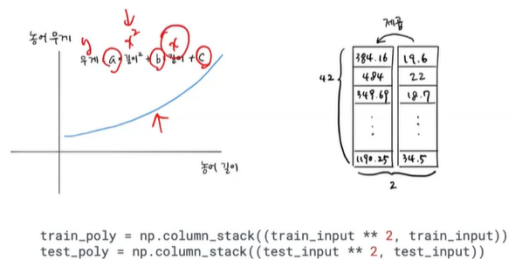 x²
x
농어 무게
y
무게 = a × 길이² + b × 길이 + c
농어 길이
제곱
384.16 19.6
484 22
349.69 18.7
⋮ ⋮
1190.25 34.5
42
2
train_poly = np.column_stack((train_input ** 2, train_input))
test_poly = np.column_stack((test_input ** 2, test_input))